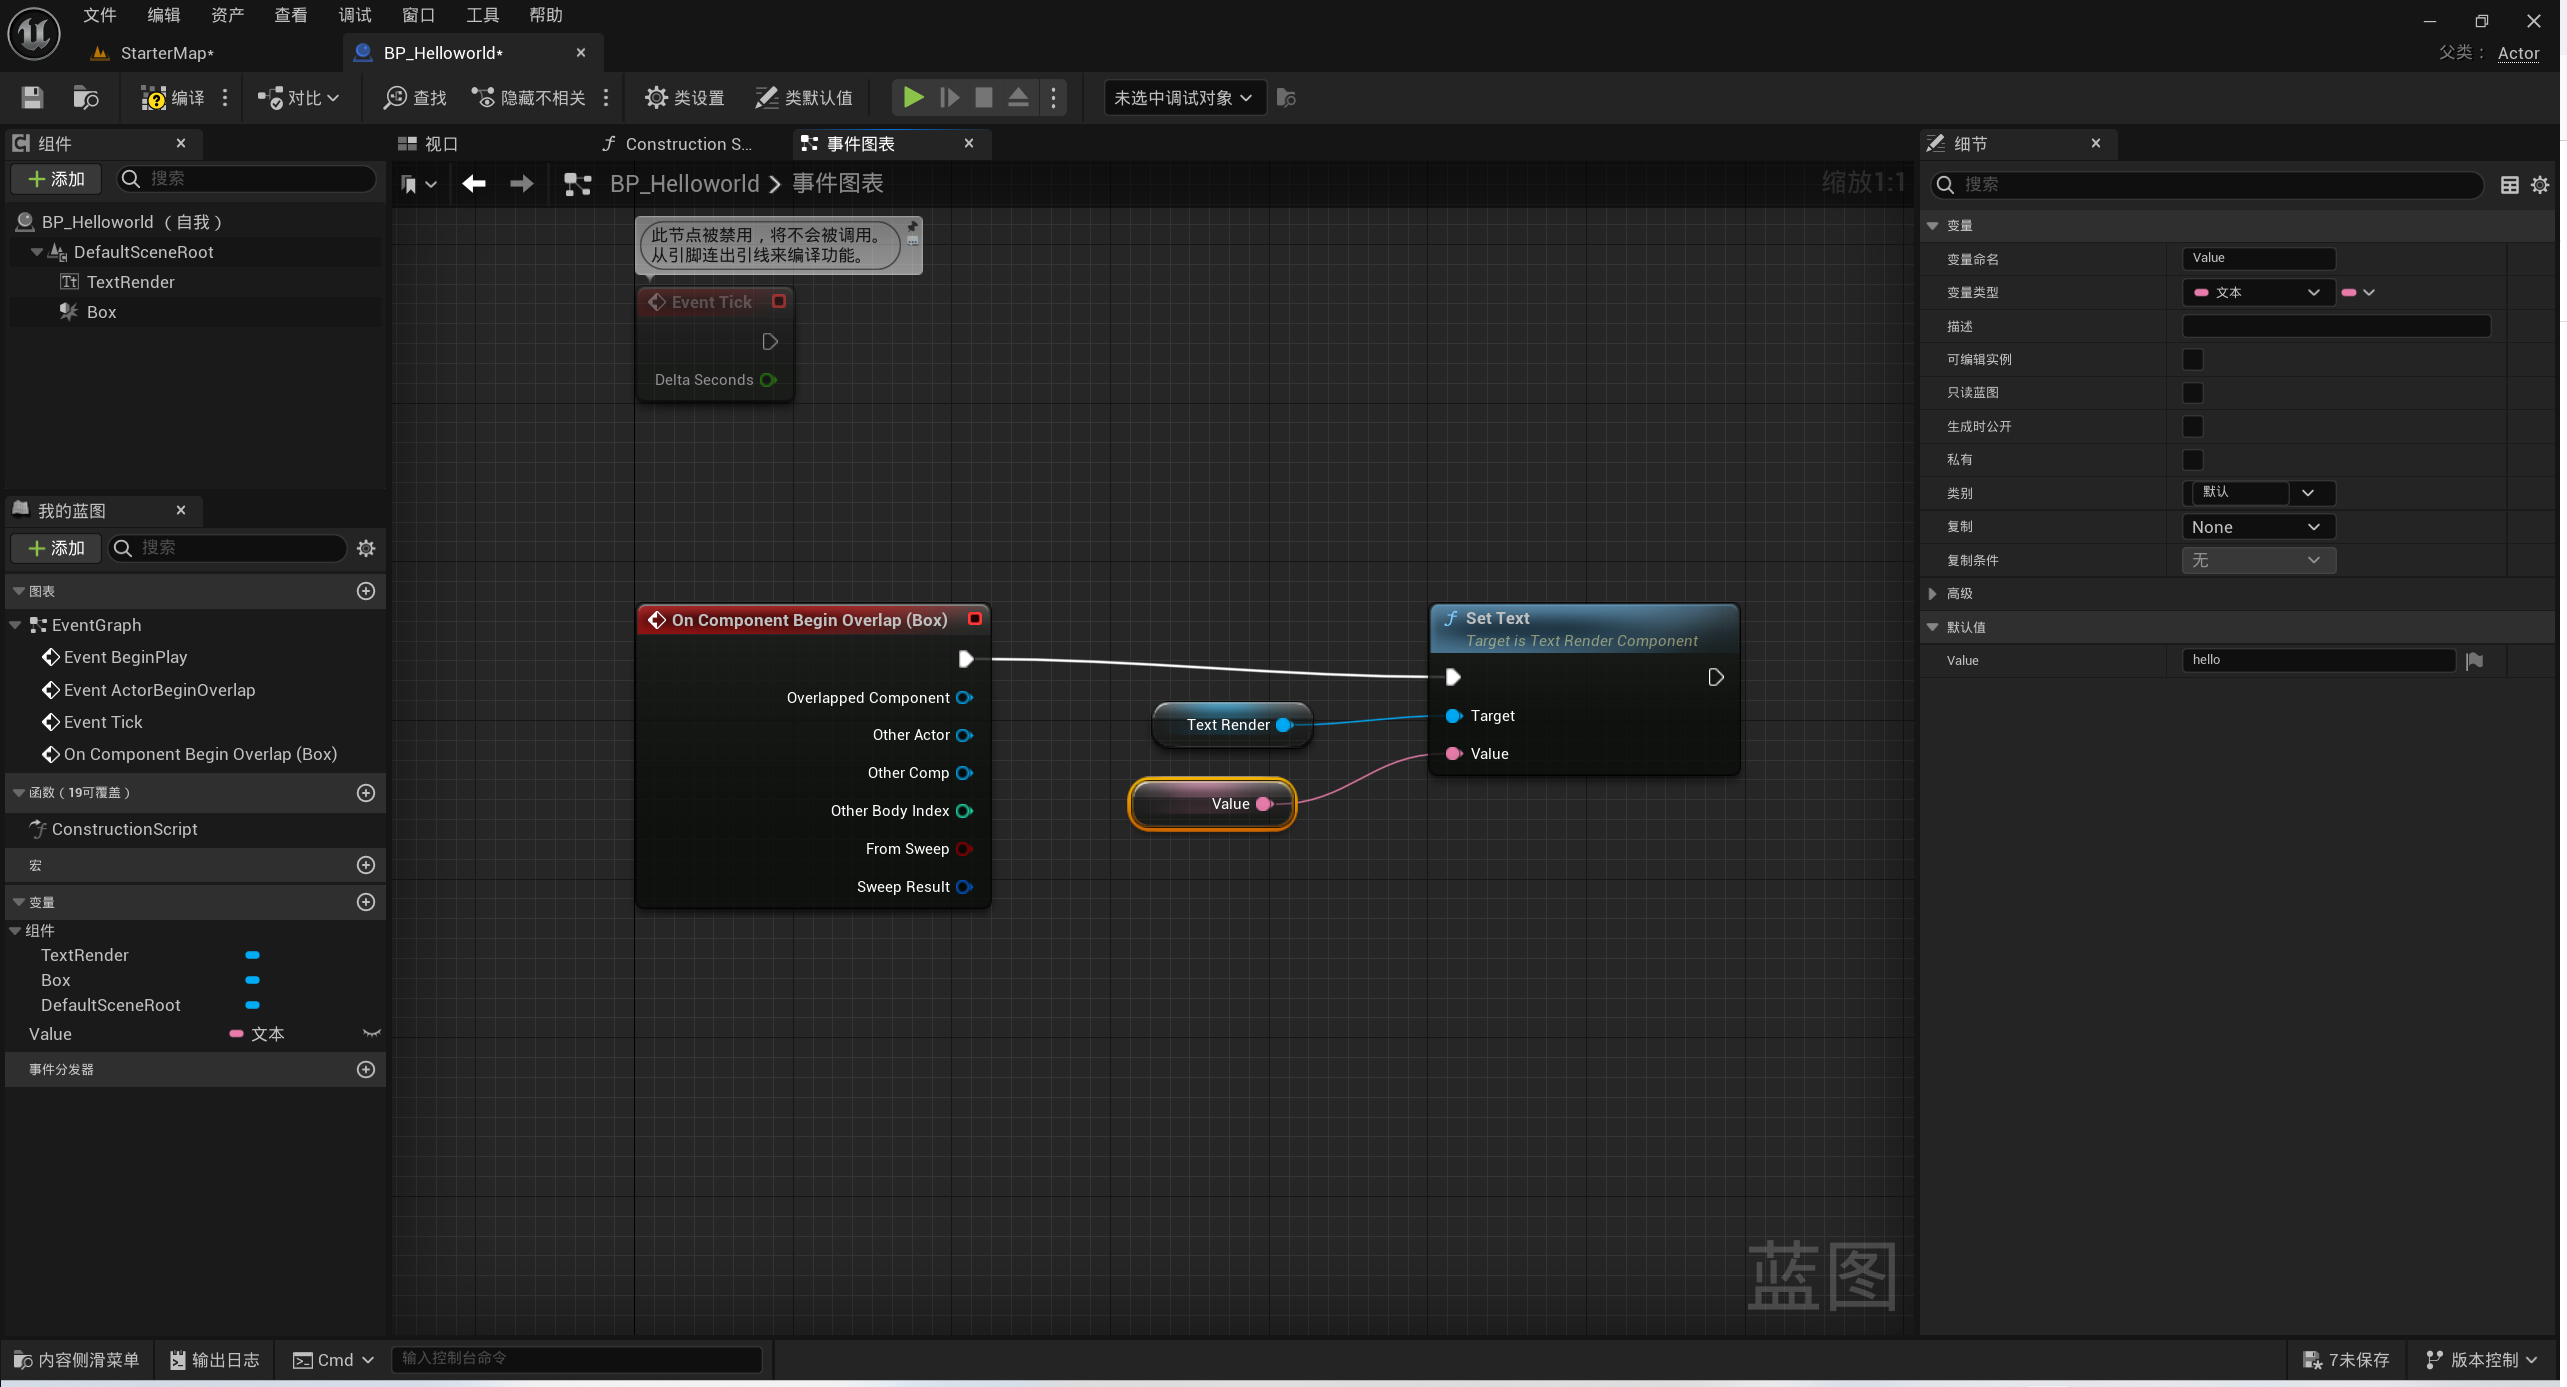 文件 编辑 资产 查看 调试 窗口 工具 帮助
StarterMap*
BP_Helloworld*
父类： Actor
编译
对比
查找
隐藏不相关
类设置
类默认值
未选中调试对象
组件
添加
搜索
BP_Helloworld （自我）
DefaultSceneRoot
TextRender
Box
我的蓝图
添加
搜索
图表
EventGraph
Event BeginPlay
Event ActorBeginOverlap
Event Tick
On Component Begin Overlap (Box)
函数（19可覆盖）
ConstructionScript
宏
变量
组件
TextRender
Box
DefaultSceneRoot
Value 文本
事件分发器
视口
Construction S...
事件图表
BP_Helloworld > 事件图表
缩放1:1
此节点被禁用，将不会被调用。
从引脚连出引线来编译功能。
Event Tick
Delta Seconds
On Component Begin Overlap (Box)
Overlapped Component
Other Actor
Other Comp
Other Body Index
From Sweep
Sweep Result
Text Render
Value
Set Text
Target is Text Render Component
Target
Value
蓝图
细节
搜索
变量
变量命名 Value
变量类型 文本
描述
可编辑实例
只读蓝图
生成时公开
私有
类别 默认
复制 None
复制条件 无
高级
默认值
Value hello
内容侧滑菜单
输出日志
Cmd
输入控制台命令
7未保存
版本控制